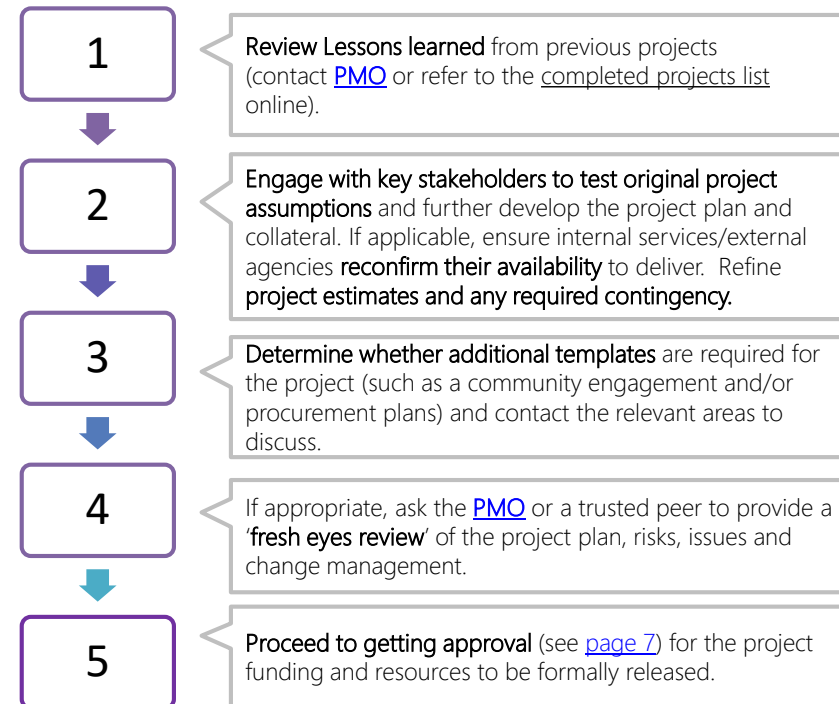 1
Review Lessons learned from previous projects
(contact PMO or refer to the completed projects list
online).
2
Engage with key stakeholders to test original project
assumptions and further develop the project plan and
collateral. If applicable, ensure internal services/external
agencies reconfirm their availability to deliver.  Refine
project estimates and any required contingency.
3
Determine whether additional templates are required for
the project (such as a community engagement and/or
procurement plans) and contact the relevant areas to
discuss.
4
If appropriate, ask the PMO or a trusted peer to provide a
‘fresh eyes review’ of the project plan, risks, issues and
change management.
5
Proceed to getting approval (see page 7) for the project
funding and resources to be formally released.